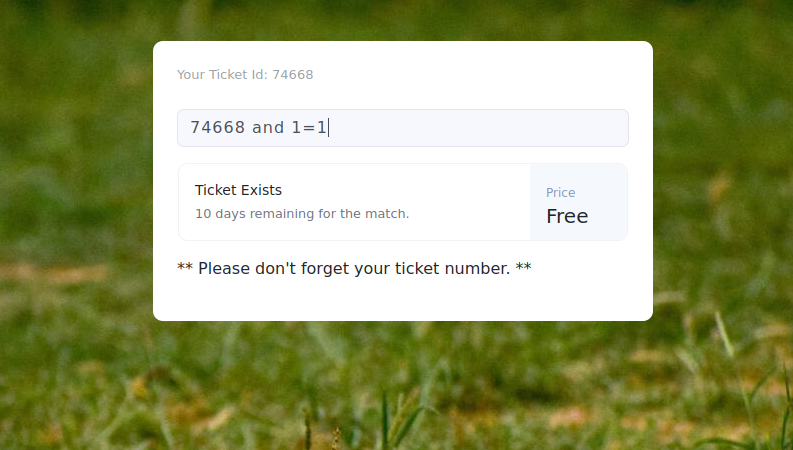 Your Ticket Id: 74668
74668 and 1=1
Ticket Exists
10 days remaining for the match.
Price
Free
** Please don't forget your ticket number. **